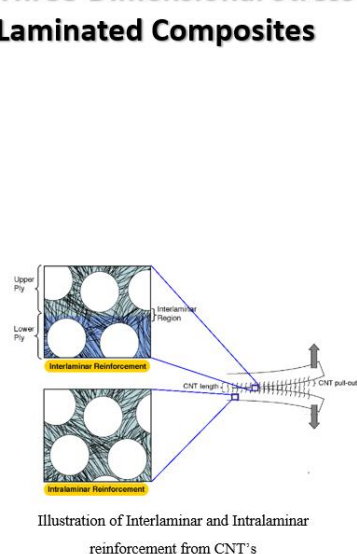 Laminated Composites
Upper
Ply
Interlaminar
Region
Lower
Ply
Interlaminar Reinforcement
CNT length
CNT pull-out
Intralaminar Reinforcement
Illustration of Interlaminar and Intralaminar
reinforcement from CNT's